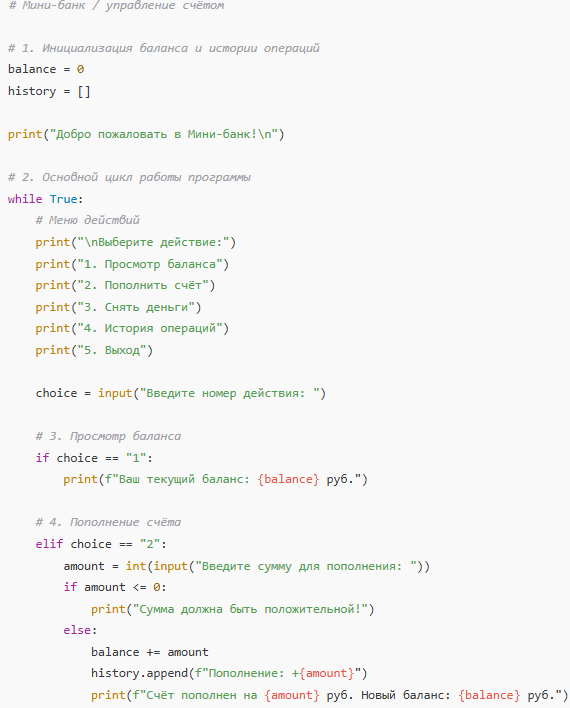 # Мини-банк / управление счётом
# 1. Инициализация баланса и истории операций
balance = 0
history = []
print("Добро пожаловать в Мини-банк!\n")
# 2. Основной цикл работы программы
while True:
    # Меню действий
    print("\nВыберите действие:")
    print("1. Просмотр баланса")
    print("2. Пополнить счёт")
    print("3. Снять деньги")
    print("4. История операций")
    print("5. Выход")
    choice = input("Введите номер действия: ")
    # 3. Просмотр баланса
    if choice == "1":
        print(f"Ваш текущий баланс: {balance} руб.")
    # 4. Пополнение счёта
    elif choice == "2":
        amount = int(input("Введите сумму для пополнения: "))
        if amount <= 0:
            print("Сумма должна быть положительной!")
        else:
            balance += amount
            history.append(f"Пополнение: +{amount}")
            print(f"Счёт пополнен на {amount} руб. Новый баланс: {balance} руб.")